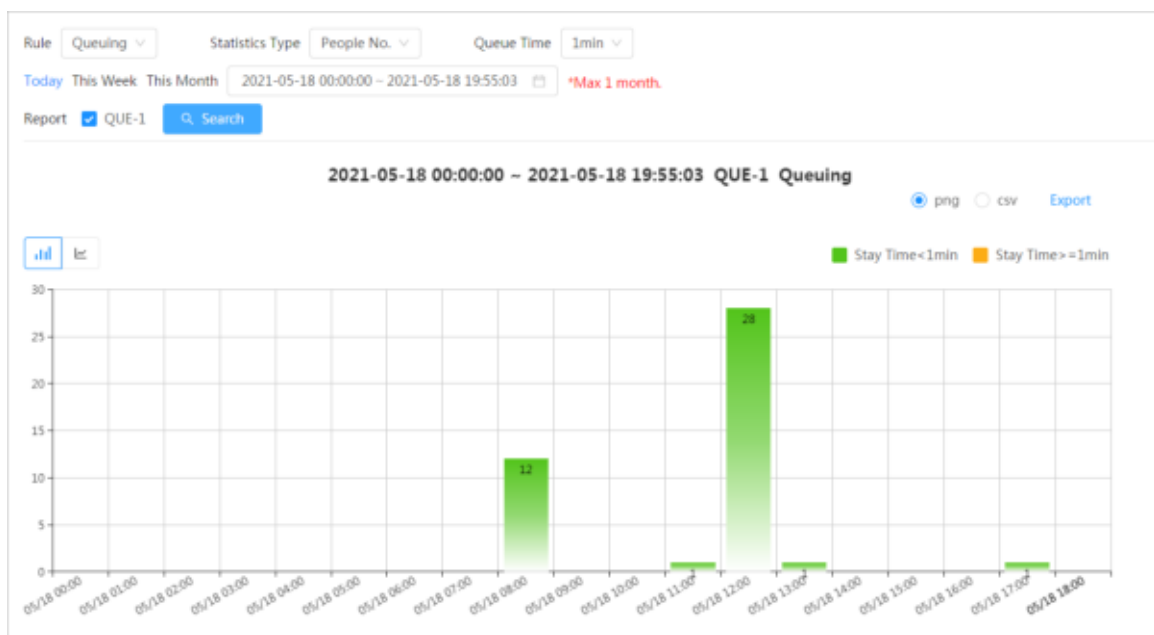 Rule Queuing Statistics Type People No. Queue Time 1min
Today This Week This Month 2021-05-18 00:00:00 ~ 2021-05-18 19:55:03 *Max 1 month.
Report QUE-1 Search
2021-05-18 00:00:00 ~ 2021-05-18 19:55:03 QUE-1 Queuing
png csv Export
Stay Time<1min Stay Time>=1min
30
25
20
15
10
5
0
28
12
1 1 1
05/18 00:00 05/18 01:00 05/18 02:00 05/18 03:00 05/18 04:00 05/18 05:00 05/18 06:00 05/18 07:00 05/18 08:00 05/18 09:00 05/18 10:00 05/18 11:00 05/18 12:00 05/18 13:00 05/18 14:00 05/18 15:00 05/18 16:00 05/18 17:00 05/18 18:00